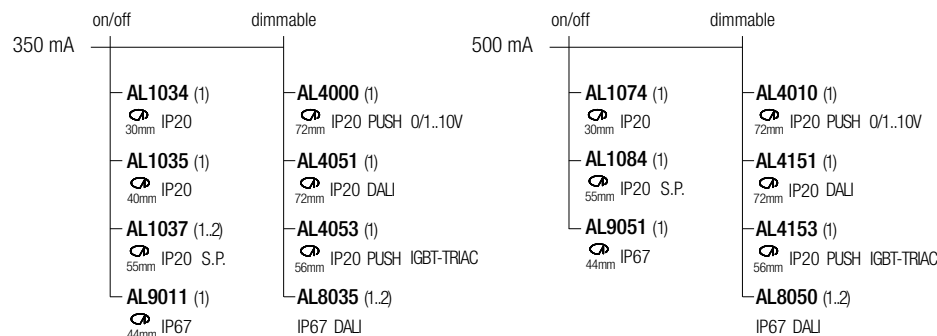 on/off dimmable
350 mA
AL1034 (1)
30mm IP20
AL1035 (1)
40mm IP20
AL1037 (1..2)
55mm IP20 S.P.
AL9011 (1)
44mm IP67
AL4000 (1)
72mm IP20 PUSH 0/1..10V
AL4051 (1)
72mm IP20 DALI
AL4053 (1)
56mm IP20 PUSH IGBT-TRIAC
AL8035 (1..2)
IP67 DALI
on/off dimmable
500 mA
AL1074 (1)
30mm IP20
AL1084 (1)
55mm IP20 S.P.
AL9051 (1)
44mm IP67
AL4010 (1)
72mm IP20 PUSH 0/1..10V
AL4151 (1)
72mm IP20 DALI
AL4153 (1)
56mm IP20 PUSH IGBT-TRIAC
AL8050 (1..2)
IP67 DALI